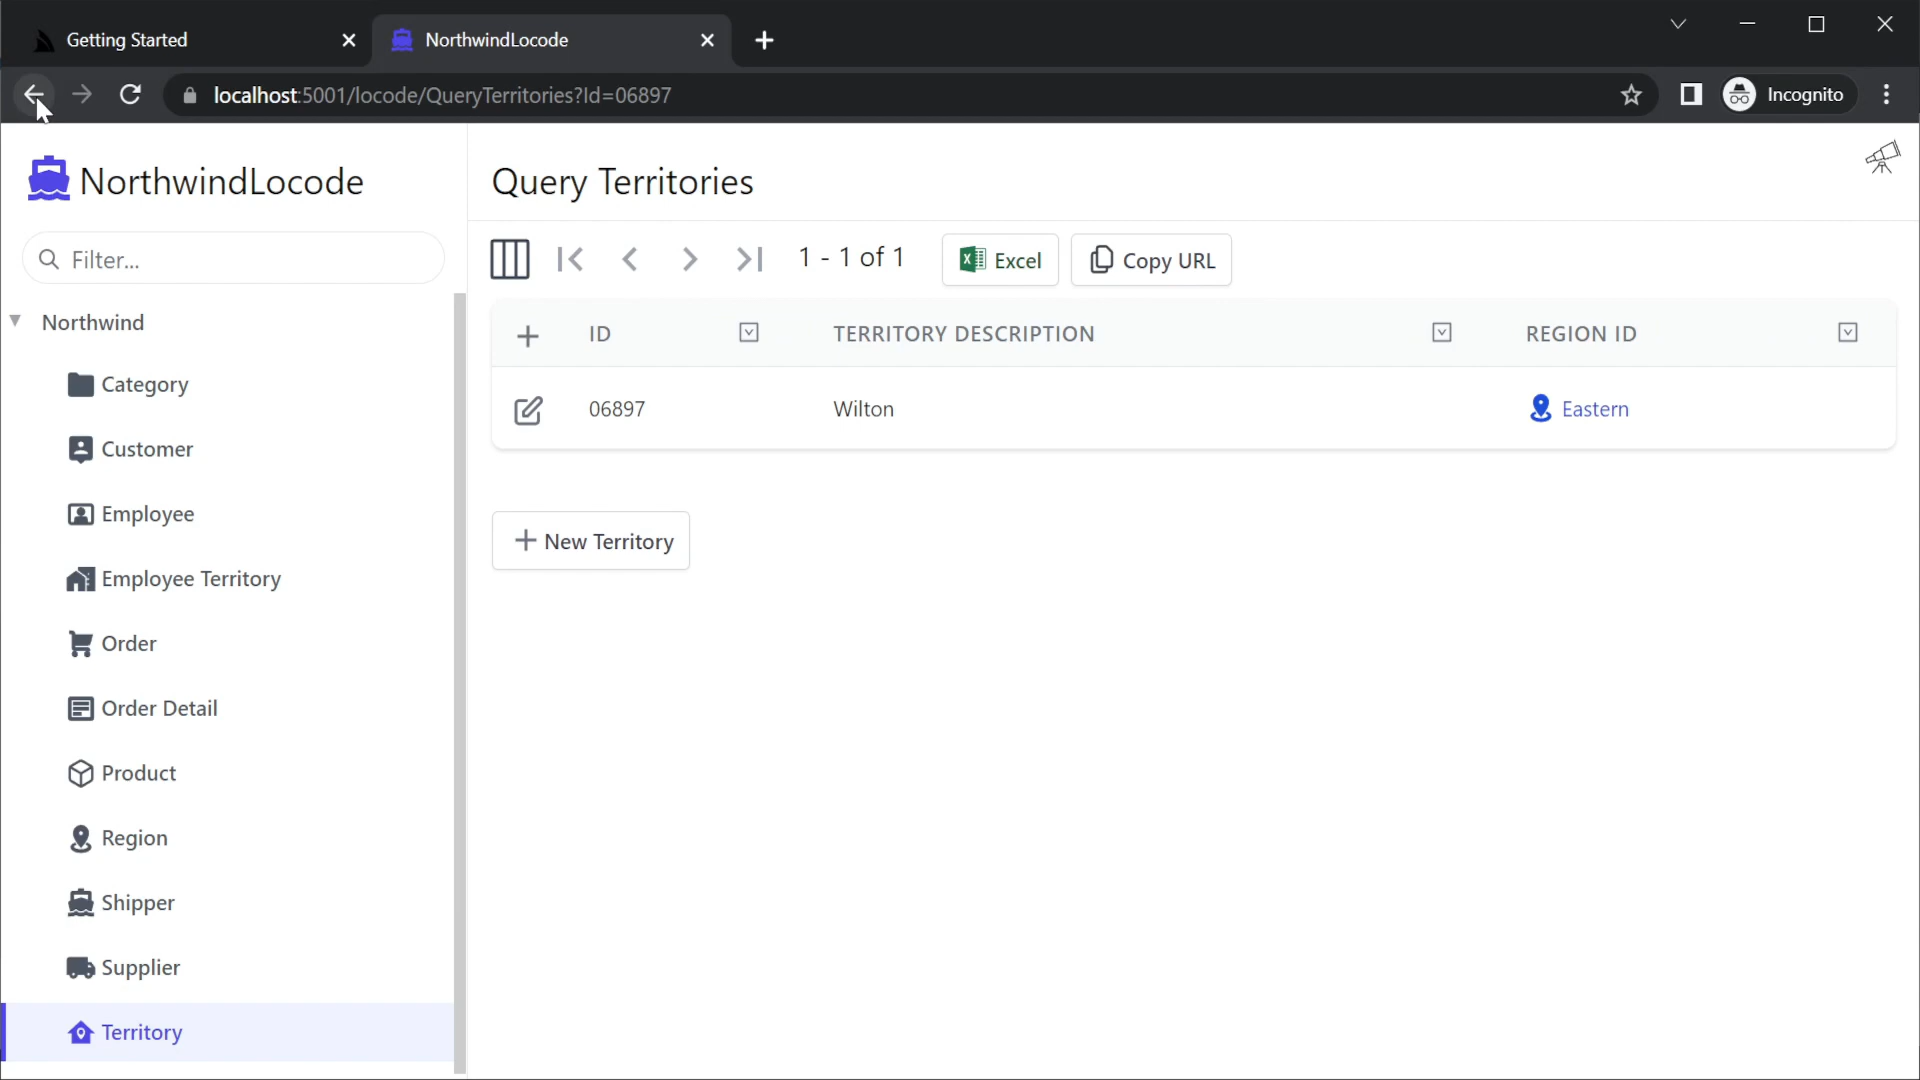 Getting Started
NorthwindLocode
localhost:5001/locode/QueryTerritories?Id=06897
Incognito
NorthwindLocode
Filter...
Northwind
Category
Customer
Employee
Employee Territory
Order
Order Detail
Product
Region
Shipper
Supplier
Territory
Query Territories
1 - 1 of 1
Excel
Copy URL
ID TERRITORY DESCRIPTION REGION ID
06897 Wilton Eastern
New Territory